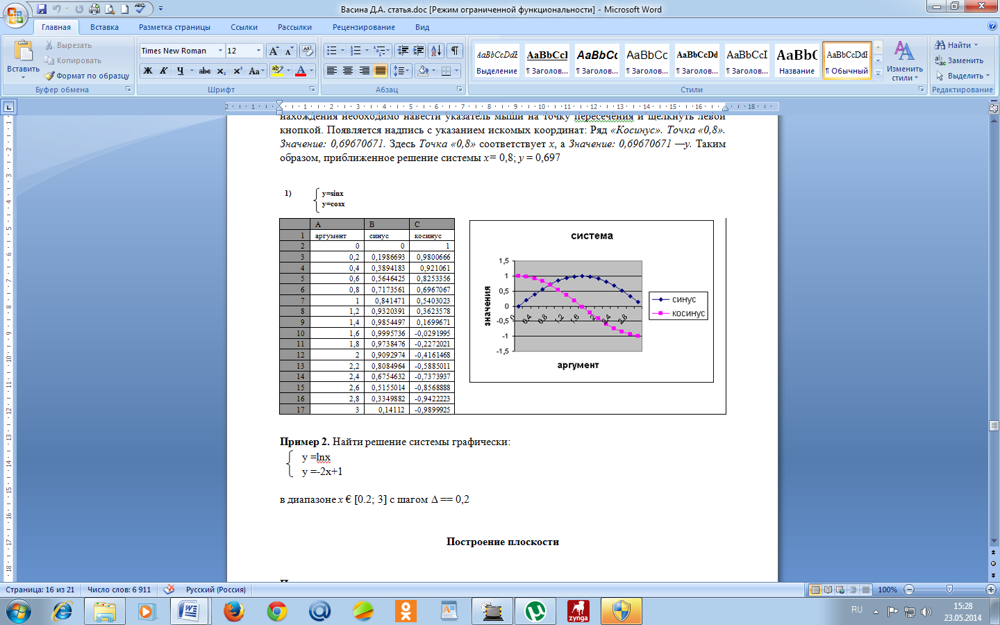 Васина Д.А. статья.doc [Режим ограниченной функциональности] - Microsoft Word
Главная Вставка Разметка страницы Ссылки Рассылки Рецензирование Вид
Вставить
Вырезать
Копировать
Формат по образцу
Буфер обмена
Times New Roman 12
Ж К Ч abc x₂ x² Aa
Шрифт
Абзац
AaBbCcDdE AaBbCcI AaBbCc AaBbCc AaBbCcDd AaBbCcI AaBbC AaBbCcDdE
Выделение ¶ Заголов... ¶ Заголов... ¶ Заголов... ¶ Заголов... ¶ Заголов... Название ¶ Обычный
Изменить стили
Стили
Найти
Заменить
Выделить
Редактирование
нахождения необходимо навести указатель мыши на точку пересечения и щелкнуть левой
кнопкой. Появляется надпись с указанием искомых координат: Ряд «Косинус». Точка «0,8».
Значение: 0,69670671. Здесь Точка «0,8» соответствует x, а Значение: 0,69670671 —y. Таким
образом, приближенное решение системы x= 0,8; y = 0,697
1) y=sinx
y=cosx
A B C
1 аргумент синус косинус
2 0 0 1
3 0,2 0,1986693 0,9800666
4 0,4 0,3894183 0,921061
5 0,6 0,5646425 0,8253356
6 0,8 0,7173561 0,6967067
7 1 0,841471 0,5403023
8 1,2 0,9320391 0,3623578
9 1,4 0,9854497 0,1699671
10 1,6 0,9995736 -0,0291995
11 1,8 0,9738476 -0,2272021
12 2 0,9092974 -0,4161468
13 2,2 0,8084964 -0,5885011
14 2,4 0,6754632 -0,7373937
15 2,6 0,5155014 -0,8568888
16 2,8 0,3349882 -0,9422223
17 3 0,14112 -0,9899925
система
значения
1,5
1
0,5
0
-0,5
-1
-1,5
0 0,4 0,8 1,2 1,6 2 2,4 2,8
аргумент
синус
косинус
Пример 2. Найти решение системы графически:
y =lnx
y =-2x+1
в диапазоне x € [0.2; 3] с шагом Δ == 0,2
Построение плоскости
Страница: 16 из 21 Число слов: 6 911 Русский (Россия) 100%
zynga
RU
15:28
23.05.2014